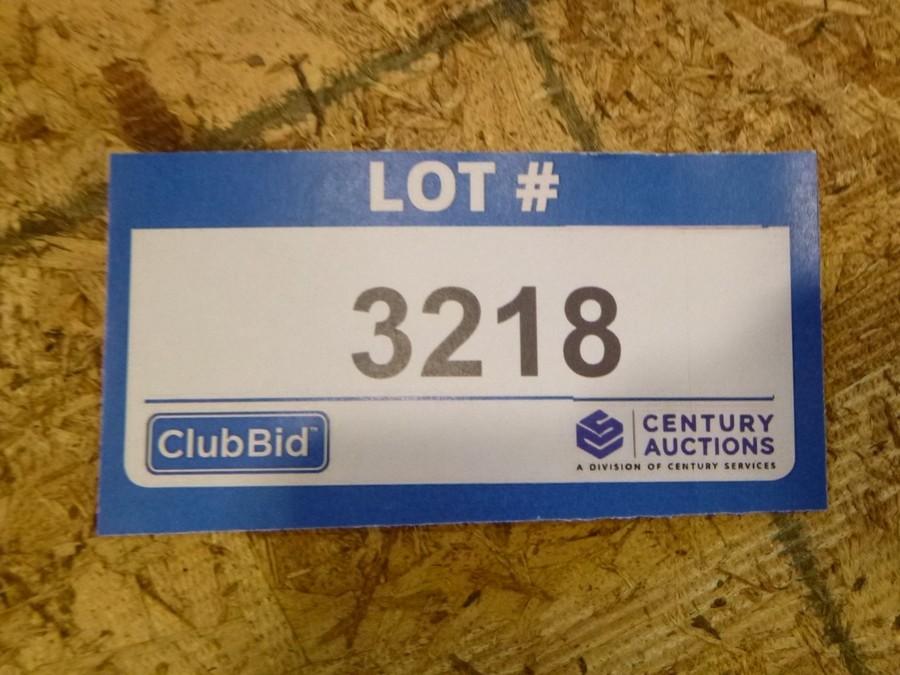 LOT #
3218
ClubBid™
CENTURY
AUCTIONS
A DIVISION OF CENTURY SERVICES